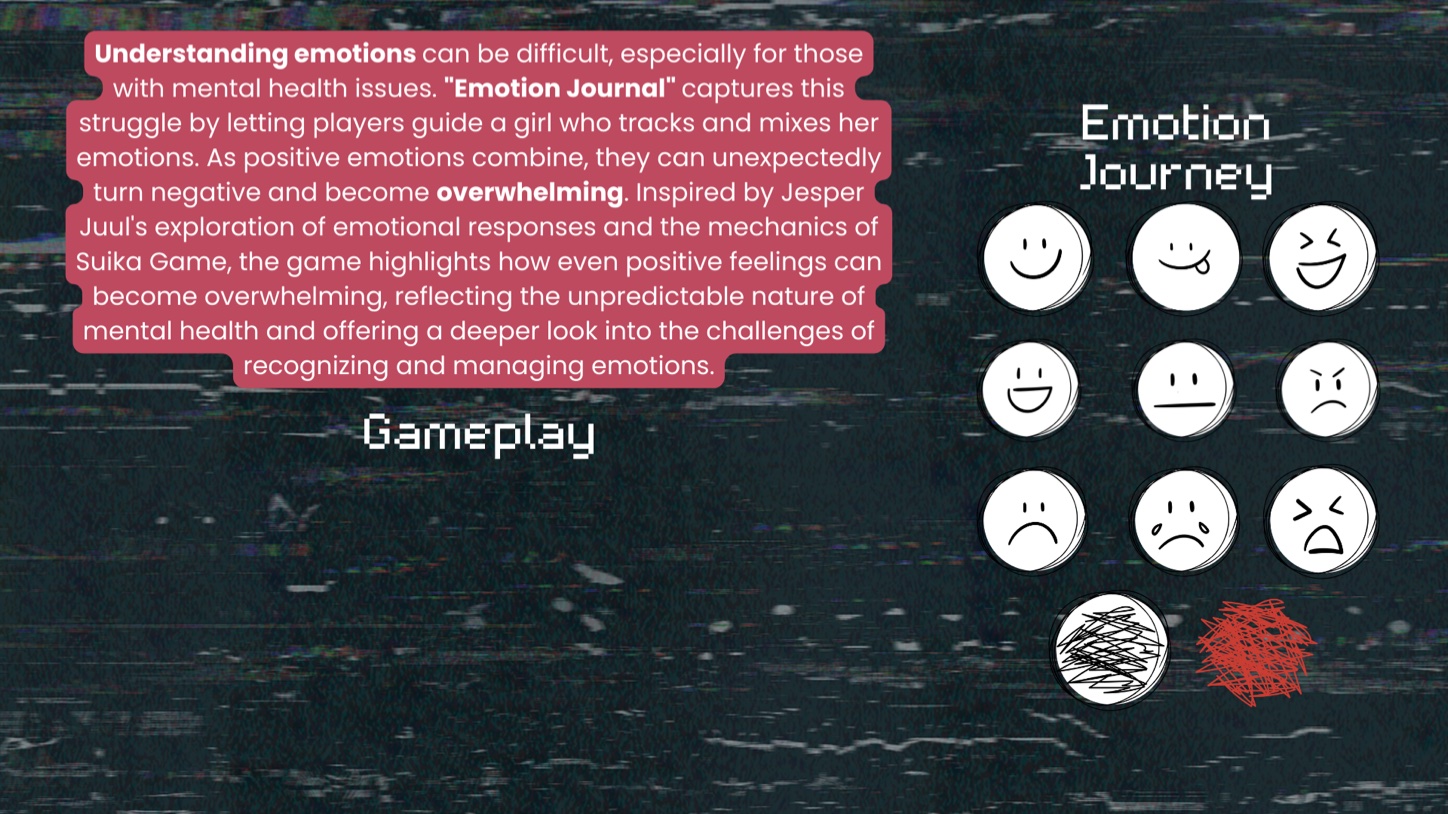 Understanding emotions can be difficult, especially for those
with mental health issues. "Emotion Journal" captures this
struggle by letting players guide a girl who tracks and mixes her
emotions. As positive emotions combine, they can unexpectedly
turn negative and become overwhelming. Inspired by Jesper
Juul's exploration of emotional responses and the mechanics of
Suika Game, the game highlights how even positive feelings can
become overwhelming, reflecting the unpredictable nature of
mental health and offering a deeper look into the challenges of
recognizing and managing emotions.
Gameplay
Emotion
Journey